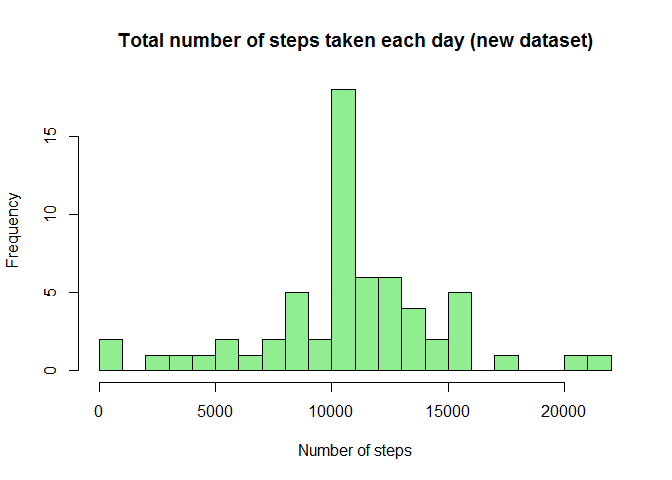 Total number of steps taken each day (new dataset)
Frequency
15
10
5
0
0 5000 10000 15000 20000
Number of steps